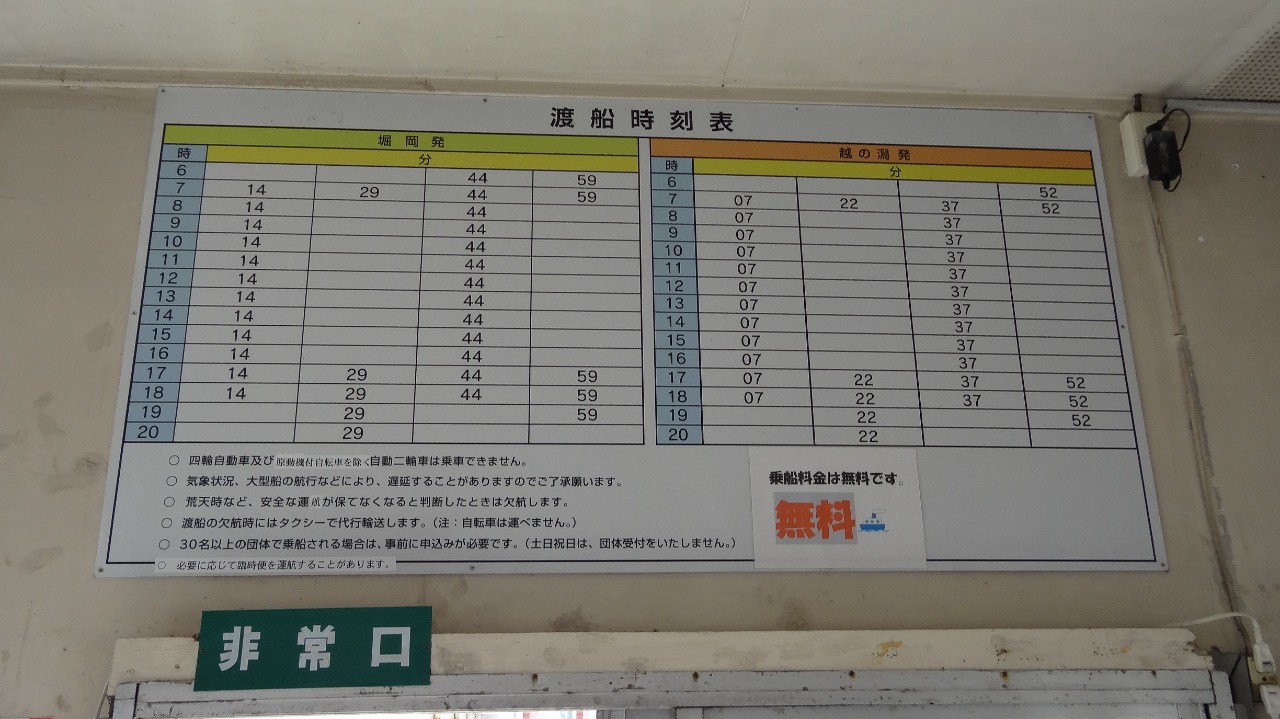 渡船時刻表
堀岡発
時 分
6 44 59
7 14 29 44 59
8 14 44
9 14 44
10 14 44
11 14 44
12 14 44
13 14 44
14 14 44
15 14 44
16 14 44
17 14 29 44 59
18 14 29 44 59
19 29 59
20 29
越の潟発
時 分
6 52
7 07 22 37 52
8 07 37
9 07 37
10 07 37
11 07 37
12 07 37
13 07 37
14 07 37
15 07 37
16 07 37
17 07 22 37 52
18 07 22 37 52
19 22 52
20 22
○ 四輪自動車及び原動機付自転車を除く自動二輪車は乗車できません。
○ 気象状況、大型船の航行などにより、遅延することがありますのでご了承願います。
○ 荒天時など、安全な運航が保てなくなると判断したときは欠航します。
○ 渡船の欠航時にはタクシーで代行輸送します。（注：自転車は運べません。）
○ 30名以上の団体で乗船される場合は、事前に申込みが必要です。（土日祝日は、団体受付をいたしません。）
○ 必要に応じて臨時便を運航することがあります。
乗船料金は無料です。
無料
非常口